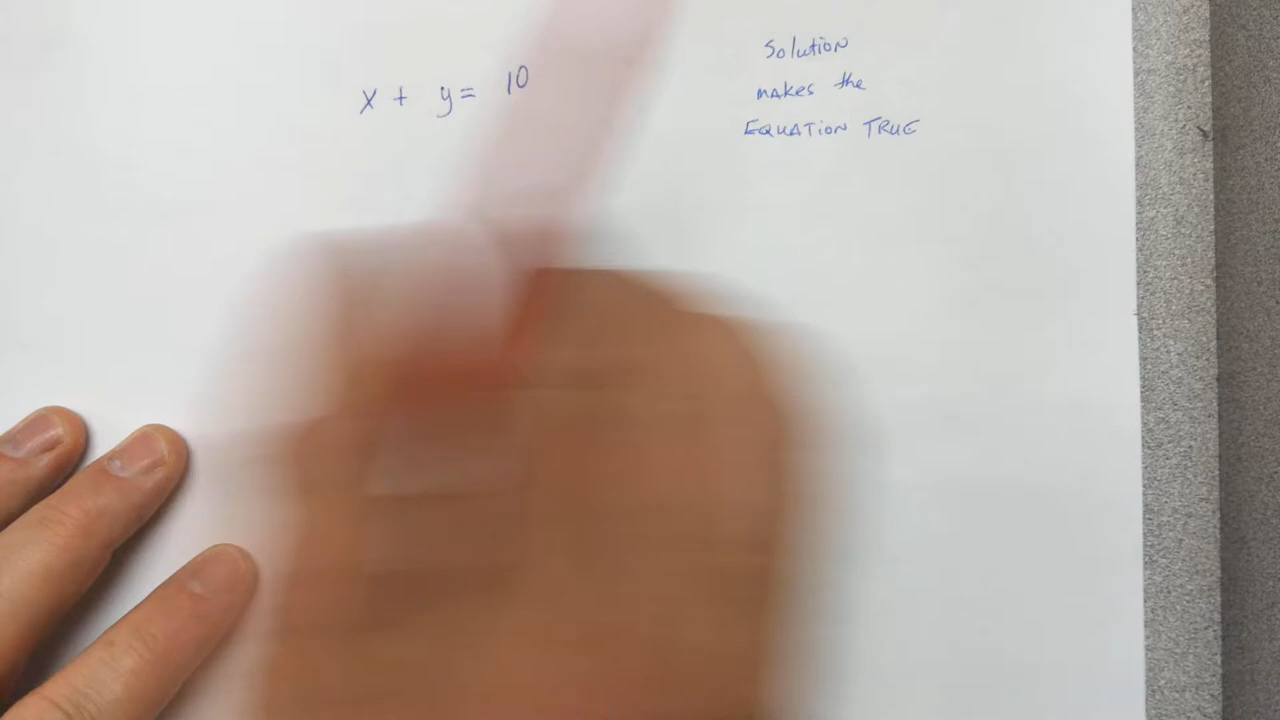 x + y = 10
Solution
makes the
EQUATION TRUE